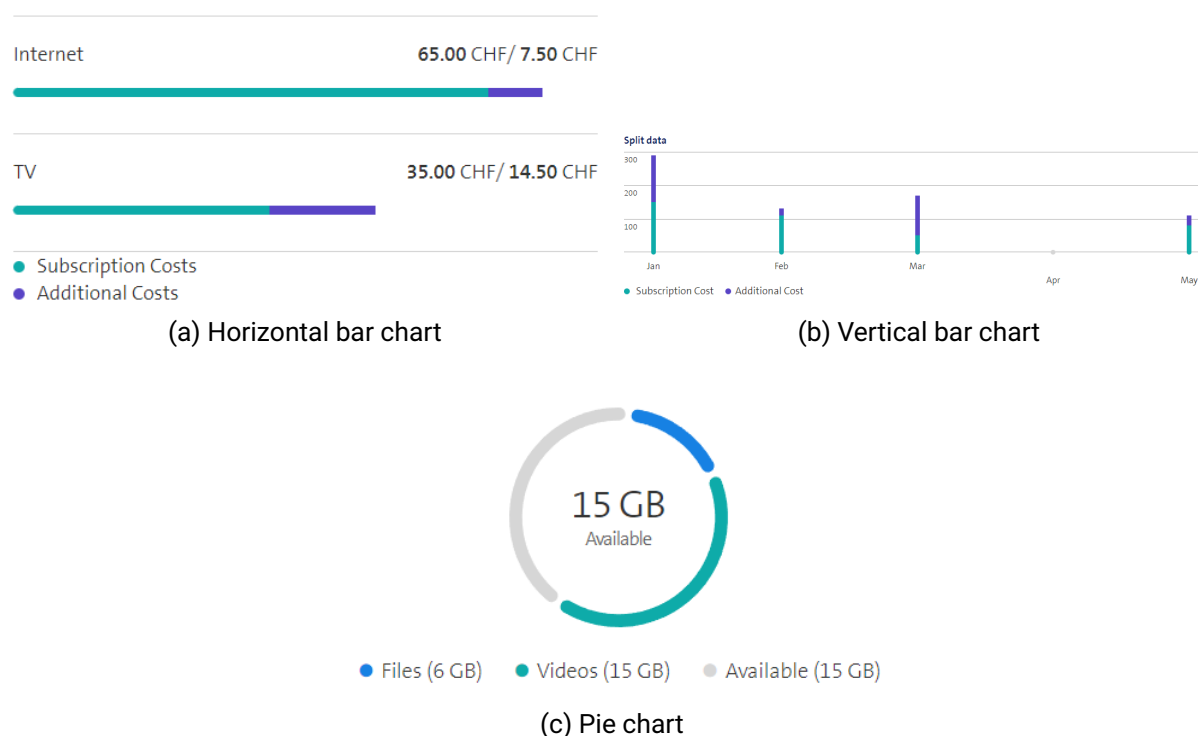 Internet 65.00 CHF/ 7.50 CHF
TV 35.00 CHF/ 14.50 CHF
Subscription Costs
Additional Costs
(a) Horizontal bar chart
Split data
300
200
100
Jan Feb Mar Apr May
Subscription Cost Additional Cost
(b) Vertical bar chart
15 GB
Available
Files (6 GB) Videos (15 GB) Available (15 GB)
(c) Pie chart